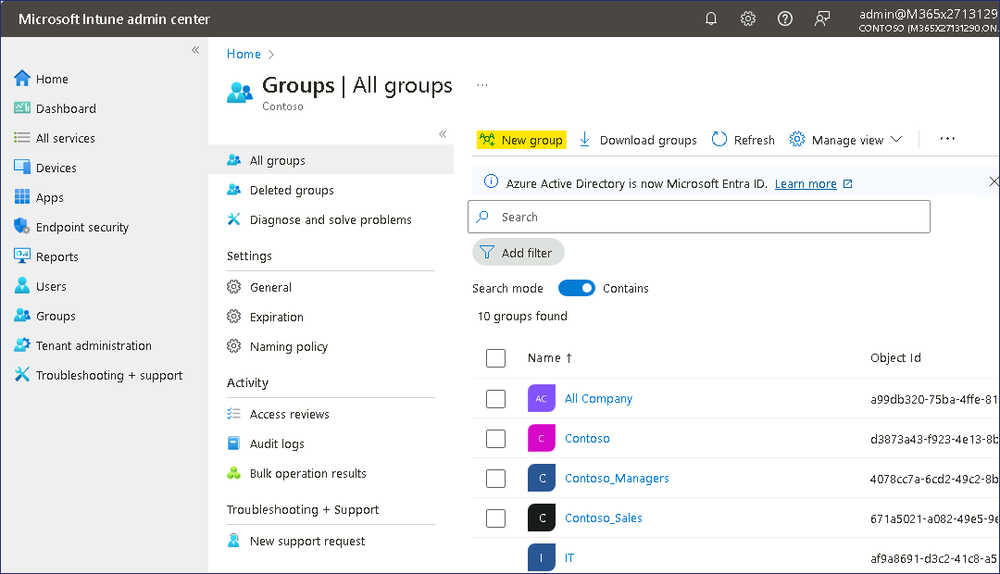 Microsoft Intune admin center
admin@M365x2713129
CONTOSO (M365X27131290.ON.
Home
Dashboard
All services
Devices
Apps
Endpoint security
Reports
Users
Groups
Tenant administration
Troubleshooting + support
Home
Groups | All groups
Contoso
All groups
Deleted groups
Diagnose and solve problems
Settings
General
Expiration
Naming policy
Activity
Access reviews
Audit logs
Bulk operation results
Troubleshooting + Support
New support request
New group
Download groups
Refresh
Manage view
Azure Active Directory is now Microsoft Entra ID. Learn more
Search
Add filter
Search mode Contains
10 groups found
Name ↑ Object Id
AC All Company a99db320-75ba-4ffe-81
C Contoso d3873a43-f923-4e13-8b
C Contoso_Managers 4078cc7a-6cd2-49c2-8b
C Contoso_Sales 671a5021-a082-49e5-9e
I IT af9a8691-d3c2-41c8-a5